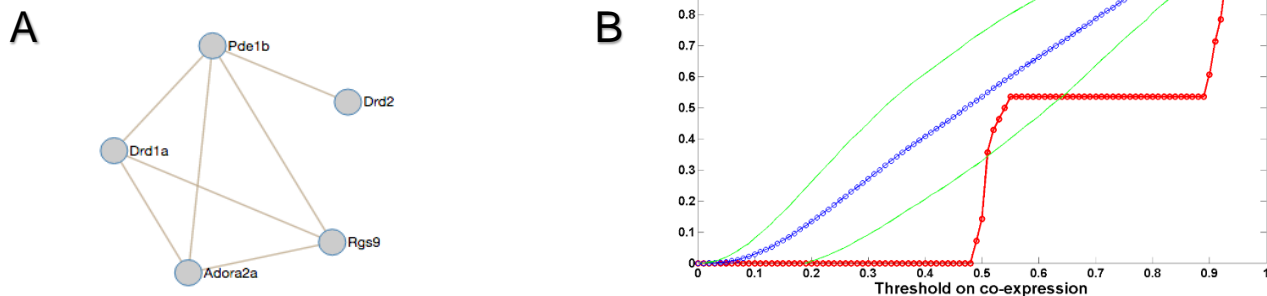 A
Pde1b
Drd2
Drd1a
Rgs9
Adora2a
B
0.8
0.7
0.6
0.5
0.4
0.3
0.2
0.1
0
0 0.1 0.2 0.3 0.4 0.5 0.6 0.7 0.8 0.9 1
Threshold on co-expression